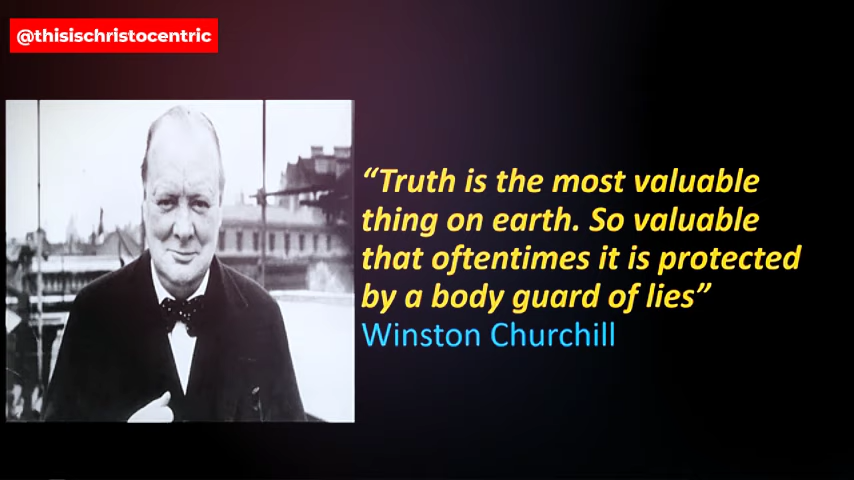 @thisischristocentric
“Truth is the most valuable
thing on earth. So valuable
that oftentimes it is protected
by a body guard of lies”
Winston Churchill